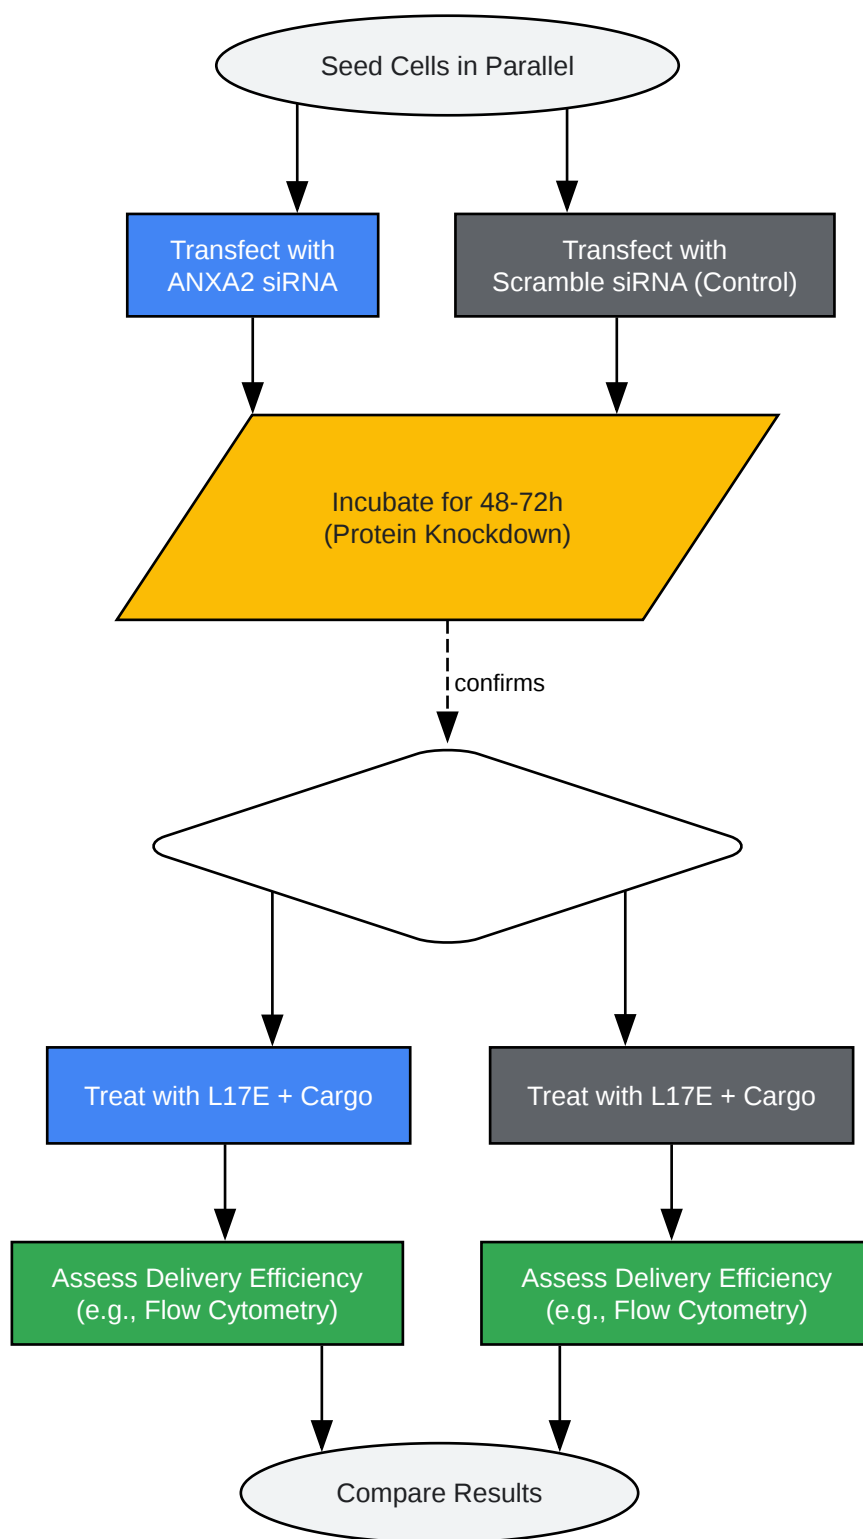 Seed Cells in Parallel
Transfect with
ANXA2 siRNA
Transfect with
Scramble siRNA (Control)
Incubate for 48-72h
(Protein Knockdown)
confirms
Treat with L17E + Cargo
Treat with L17E + Cargo
Assess Delivery Efficiency
(e.g., Flow Cytometry)
Assess Delivery Efficiency
(e.g., Flow Cytometry)
Compare Results